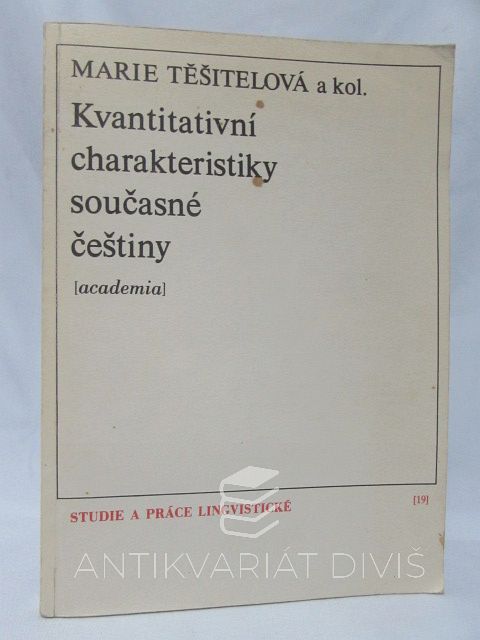 MARIE TĚŠITELOVÁ a kol.
Kvantitativní
charakteristiky
současné
češtiny
[academia]
STUDIE A PRÁCE LINGVISTICKÉ [19]
ANTIKVARIÁT DIVIŠ